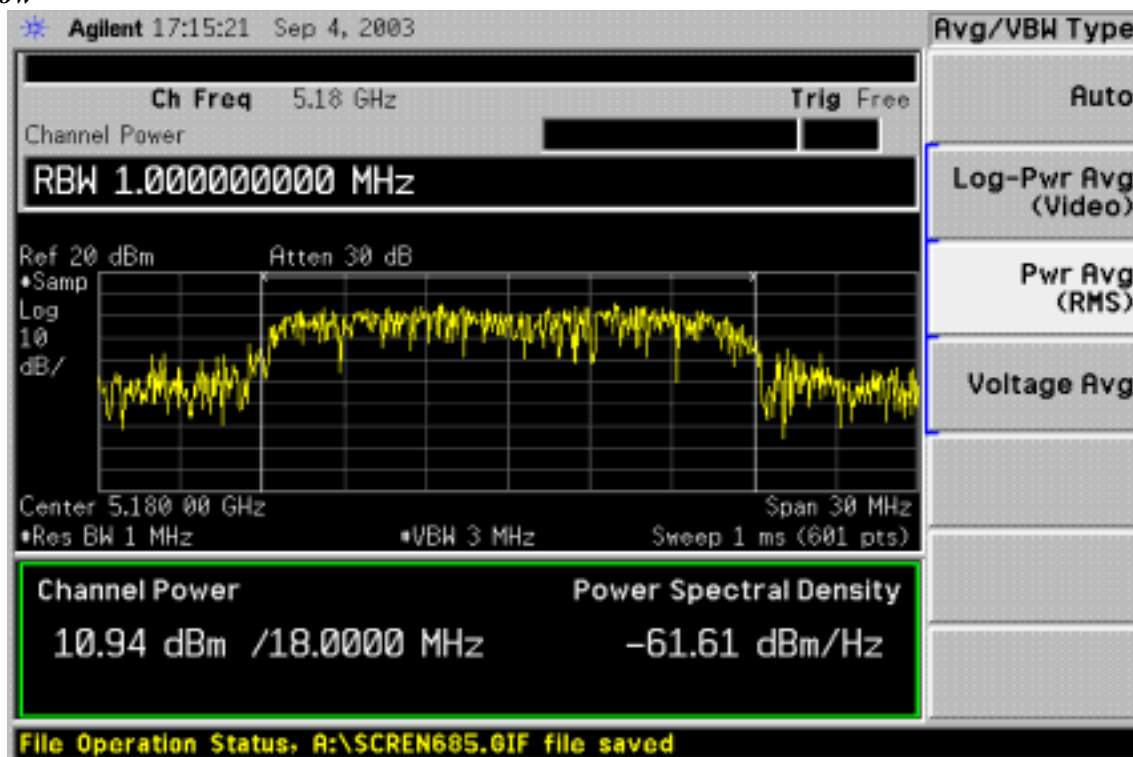 Agilent 17:15:21 Sep 4, 2003
Avg/VBW Type
Ch Freq 5.18 GHz Trig Free
Channel Power
RBW 1.000000000 MHz
Auto
Log-Pwr Avg
(Video)
Pwr Avg
(RMS)
Voltage Avg
Ref 20 dBm Atten 30 dB
#Samp
Log
10
dB/
Center 5.180 00 GHz Span 30 MHz
#Res BW 1 MHz #VBW 3 MHz Sweep 1 ms (601 pts)
Channel Power Power Spectral Density
10.94 dBm /18.0000 MHz -61.61 dBm/Hz
File Operation Status, A:\SCREN685.GIF file saved